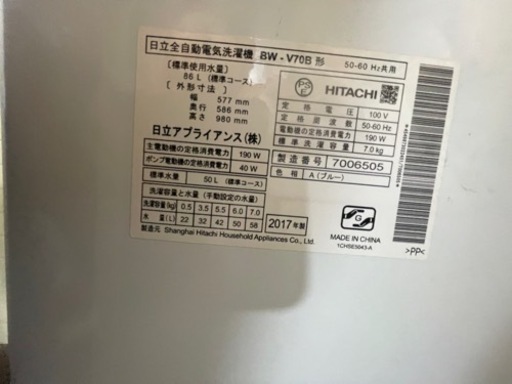 日立全自動電気洗濯機 BW-V70B形 50-60 Hz共用
［標準使用水量］
86 L (標準コース)
［外形寸法］
幅 577 mm
奥行 586 mm
高さ 980 mm
日立アプライアンス(株)
PS E HITACHI
定格電圧 100 V
定格周波数 50-60 Hz
電動機の定格消費電力 190 W
標準洗濯容量 7.0 kg
製造番号 7006505
色相 A (ブルー)
主電動機の定格消費電力 190 W
ポンプ電動機の定格消費電力 40 W
標準水量 50 L (標準コース)
洗濯容量と水量 (手動設定の水量)
洗濯容量(kg) 0.5 3.5 5.5 6.0 7.0
水量(L) 22 32 42 50 58
2017年製
製造元 Shanghai Hitachi Household Appliances Co., Ltd.
G
MADE IN CHINA
1CHSE5043-A
>PP<